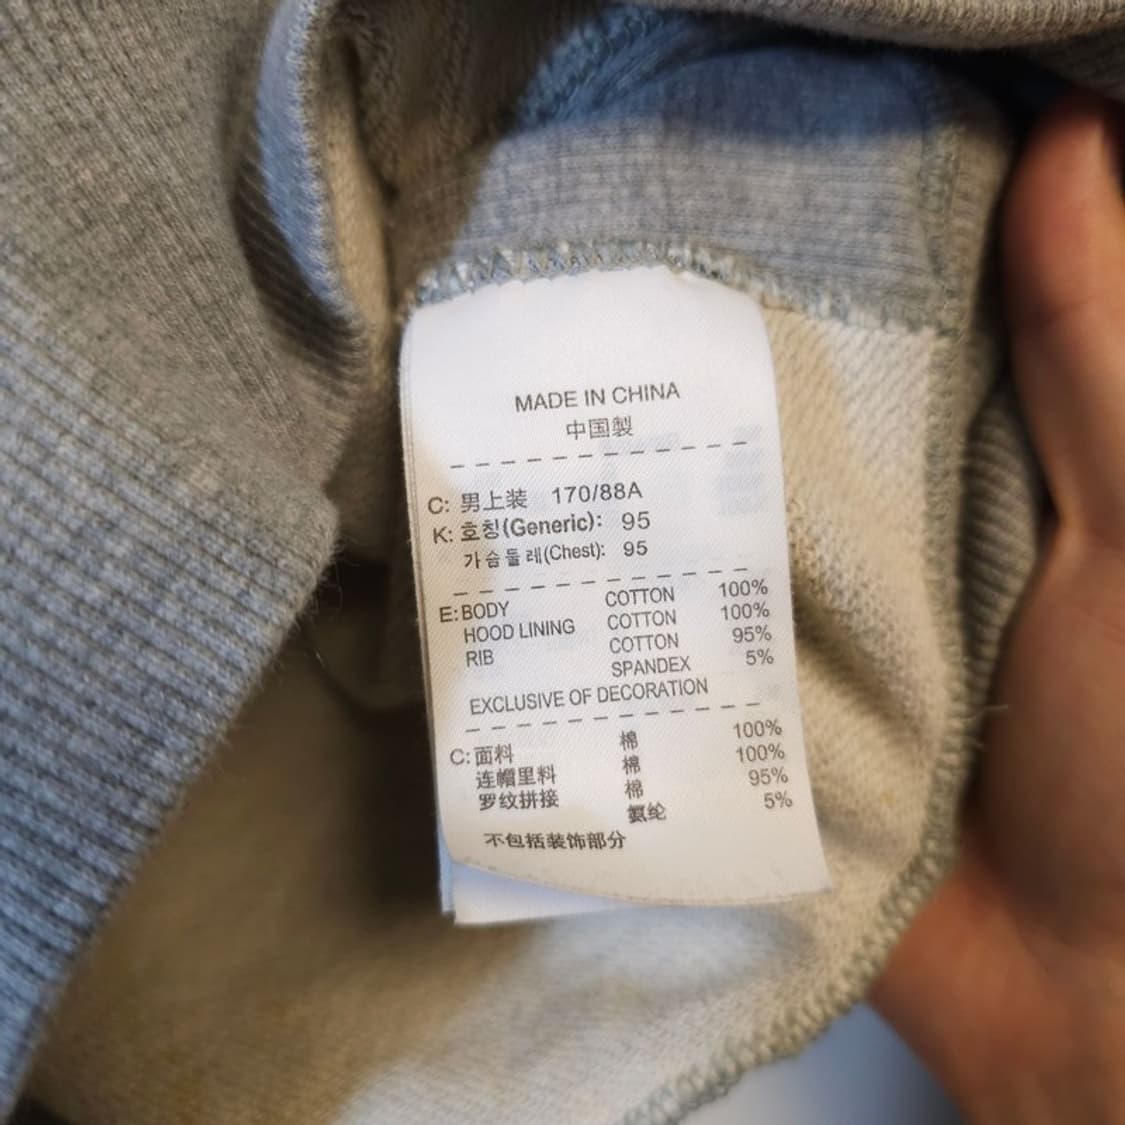 MADE IN CHINA
中国製
C: 男上装 170/88A
K: 호칭(Generic): 95
가슴둘레(Chest): 95
E: BODY COTTON 100%
HOOD LINING COTTON 100%
RIB COTTON 95%
SPANDEX 5%
EXCLUSIVE OF DECORATION
C: 面料 棉 100%
连帽里料 棉 100%
罗纹拼接 棉 95%
氨纶 5%
不包括装饰部分